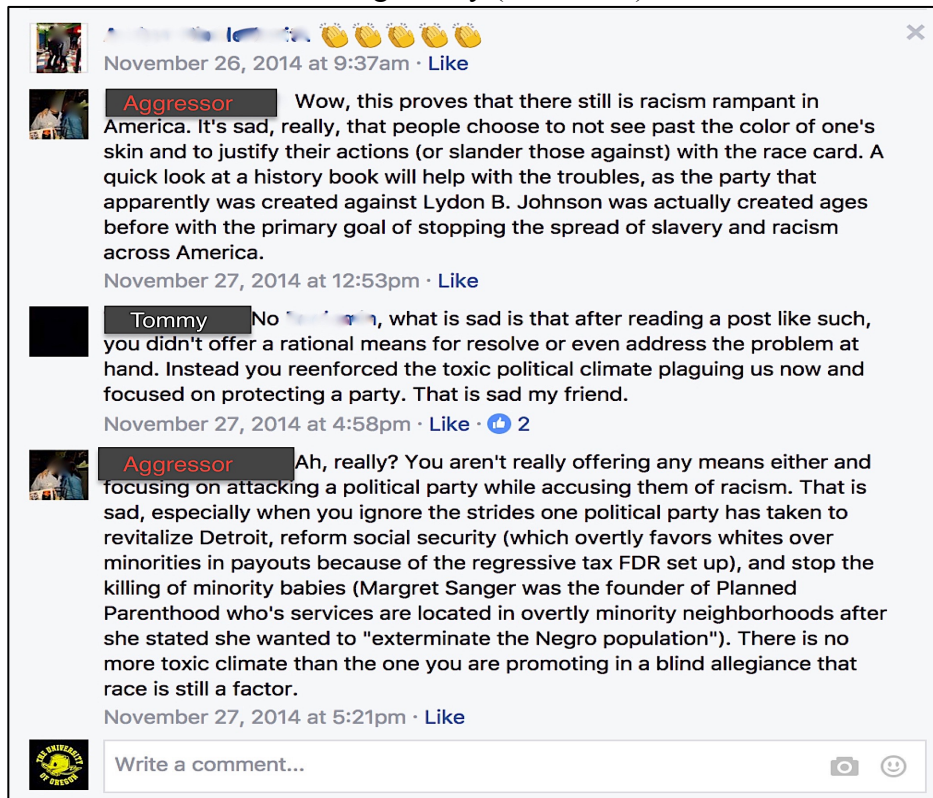 November 26, 2014 at 9:37am · Like
Aggressor Wow, this proves that there still is racism rampant in
America. It's sad, really, that people choose to not see past the color of one's
skin and to justify their actions (or slander those against) with the race card. A
quick look at a history book will help with the troubles, as the party that
apparently was created against Lydon B. Johnson was actually created ages
before with the primary goal of stopping the spread of slavery and racism
across America.
November 27, 2014 at 12:53pm · Like
Tommy No , what is sad is that after reading a post like such,
you didn't offer a rational means for resolve or even address the problem at
hand. Instead you reenforced the toxic political climate plaguing us now and
focused on protecting a party. That is sad my friend.
November 27, 2014 at 4:58pm · Like · 2
Aggressor Ah, really? You aren't really offering any means either and
focusing on attacking a political party while accusing them of racism. That is
sad, especially when you ignore the strides one political party has taken to
revitalize Detroit, reform social security (which overtly favors whites over
minorities in payouts because of the regressive tax FDR set up), and stop the
killing of minority babies (Margret Sanger was the founder of Planned
Parenthood who's services are located in overtly minority neighborhoods after
she stated she wanted to "exterminate the Negro population"). There is no
more toxic climate than the one you are promoting in a blind allegiance that
race is still a factor.
November 27, 2014 at 5:21pm · Like
THE UNIVERSITY
OF OREGON
Write a comment...